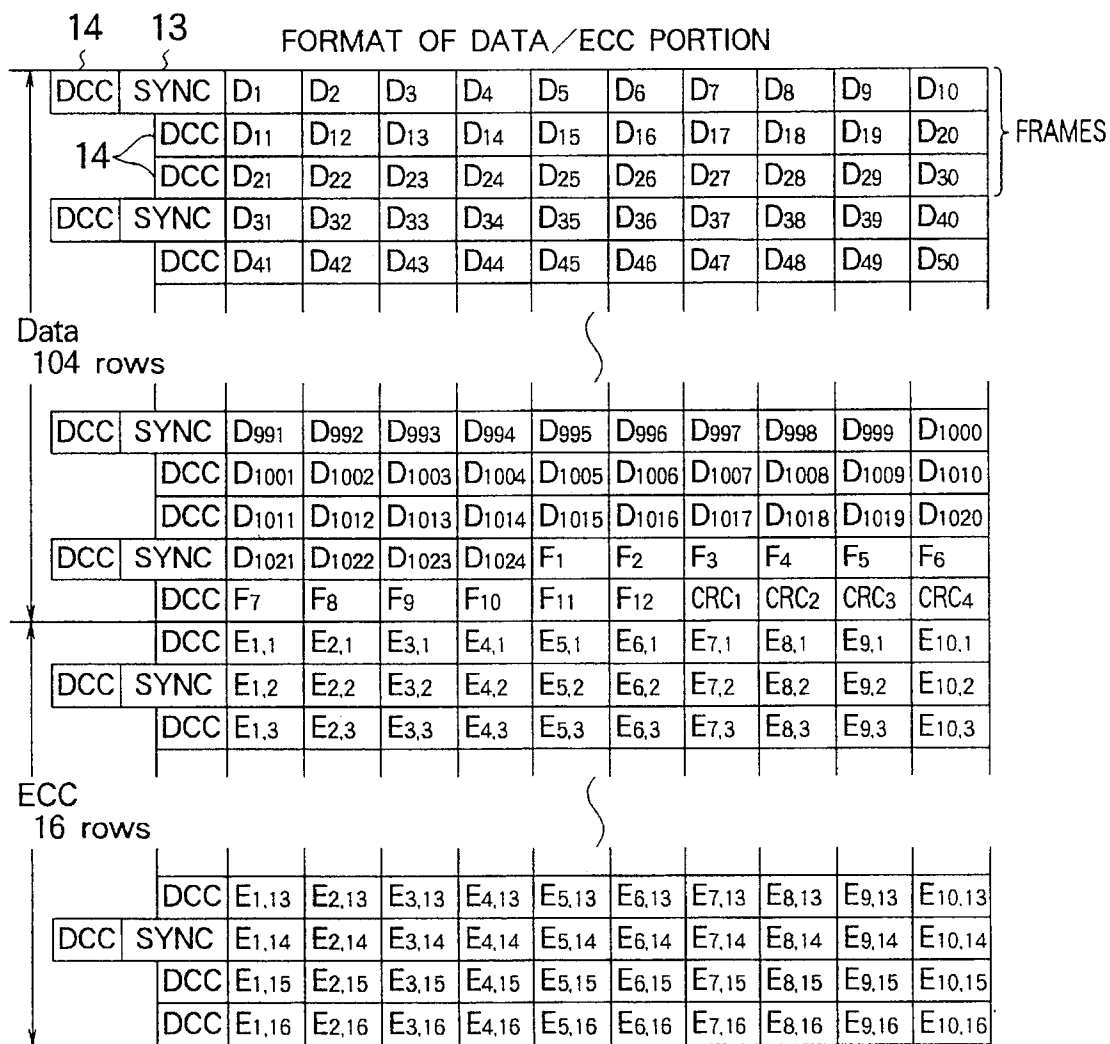 14 13
FORMAT OF DATA/ECC PORTION
DCC SYNC D1 D2 D3 D4 D5 D6 D7 D8 D9 D10
DCC D11 D12 D13 D14 D15 D16 D17 D18 D19 D20
FRAMES
14
DCC D21 D22 D23 D24 D25 D26 D27 D28 D29 D30
DCC SYNC D31 D32 D33 D34 D35 D36 D37 D38 D39 D40
DCC D41 D42 D43 D44 D45 D46 D47 D48 D49 D50
Data
104 rows
DCC SYNC D991 D992 D993 D994 D995 D996 D997 D998 D999 D1000
DCC D1001 D1002 D1003 D1004 D1005 D1006 D1007 D1008 D1009 D1010
DCC D1011 D1012 D1013 D1014 D1015 D1016 D1017 D1018 D1019 D1020
DCC SYNC D1021 D1022 D1023 D1024 F1 F2 F3 F4 F5 F6
DCC F7 F8 F9 F10 F11 F12 CRC1 CRC2 CRC3 CRC4
DCC E1,1 E2,1 E3,1 E4,1 E5,1 E6,1 E7,1 E8,1 E9,1 E10,1
DCC SYNC E1,2 E2,2 E3,2 E4,2 E5,2 E6,2 E7,2 E8,2 E9,2 E10,2
DCC E1,3 E2,3 E3,3 E4,3 E5,3 E6,3 E7,3 E8,3 E9,3 E10,3
ECC
16 rows
DCC E1,13 E2,13 E3,13 E4,13 E5,13 E6,13 E7,13 E8,13 E9,13 E10,13
DCC SYNC E1,14 E2,14 E3,14 E4,14 E5,14 E6,14 E7,14 E8,14 E9,14 E10,14
DCC E1,15 E2,15 E3,15 E4,15 E5,15 E6,15 E7,15 E8,15 E9,15 E10,15
DCC E1,16 E2,16 E3,16 E4,16 E5,16 E6,16 E7,16 E8,16 E9,16 E10,16